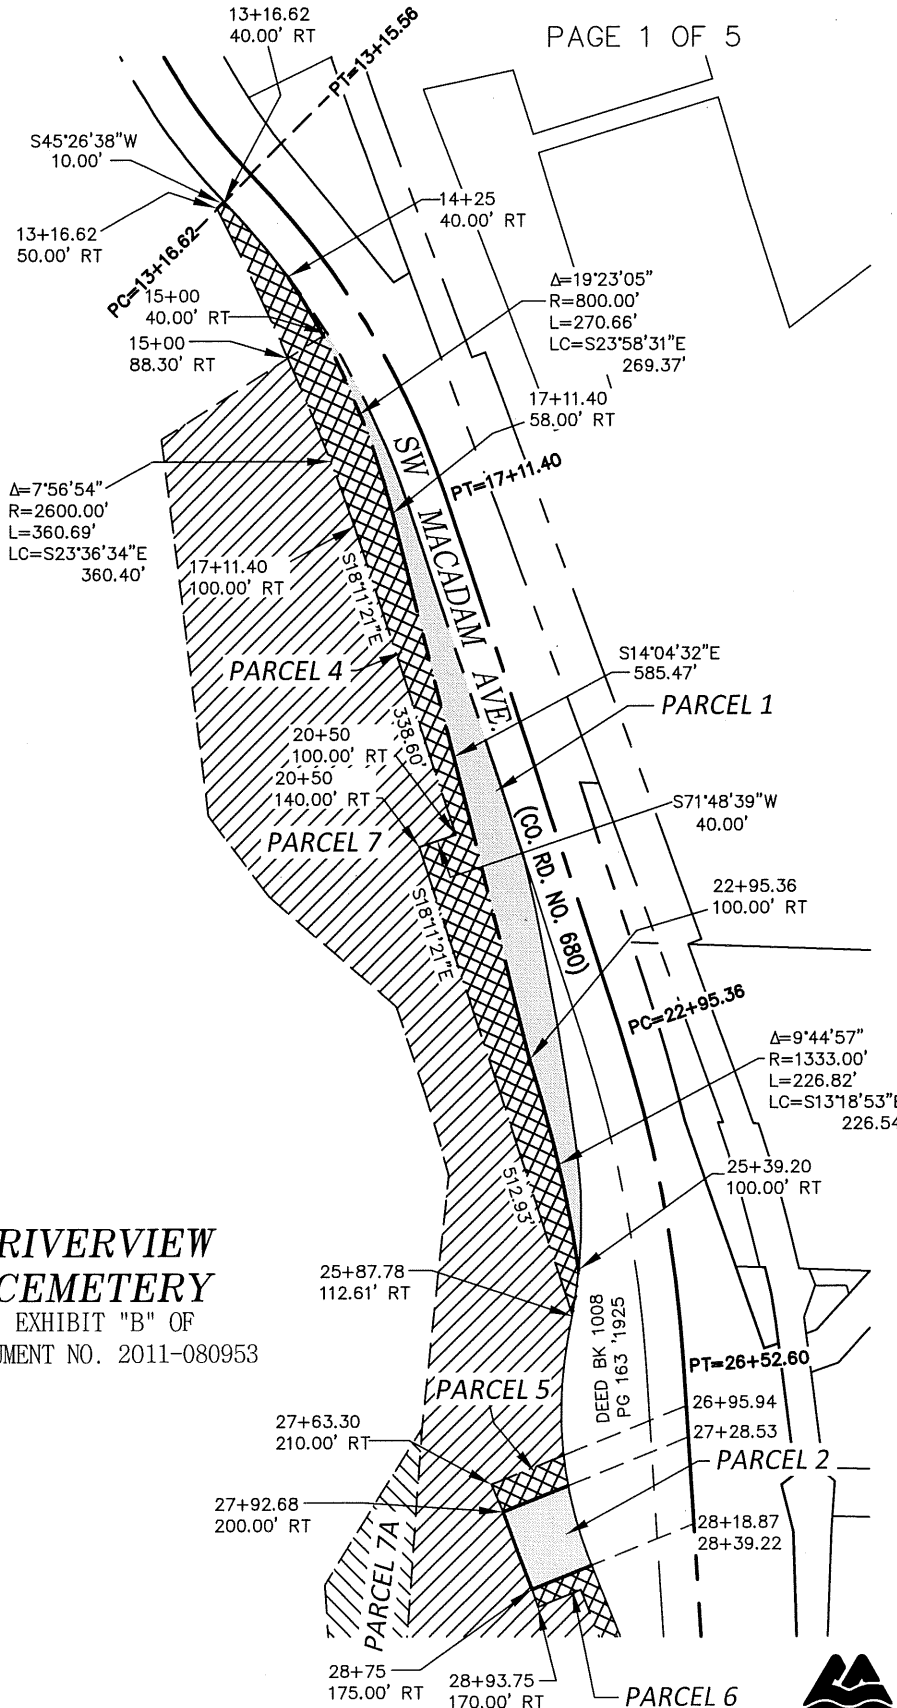 13+16.62
40.00' RT
PAGE 1 OF 5
PT=13+15.56
S45°26'38"W
10.00'
13+16.62
50.00' RT
PC=13+16.62
14+25
40.00' RT
15+00
40.00' RT
15+00
88.30' RT
Δ=19°23'05"
R=800.00'
L=270.66'
LC=S23°58'31"E
269.37'
17+11.40
58.00' RT
PT=17+11.40
SW MACADAM AVE.
(CO. RD. NO. 680)
Δ=7°56'54"
R=2600.00'
L=360.69'
LC=S23°36'34"E
360.40'
17+11.40
100.00' RT
S18°11'21"E
338.60'
PARCEL 4
S14°04'32"E
585.47'
PARCEL 1
20+50
100.00' RT
20+50
140.00' RT
PARCEL 7
S71°48'39"W
40.00'
S18°11'21"E
512.93'
22+95.36
100.00' RT
PC=22+95.36
Δ=9°44'57"
R=1333.00'
L=226.82'
LC=S13°18'53"E
226.54
25+39.20
100.00' RT
RIVERVIEW
CEMETERY
EXHIBIT "B" OF
UMENT NO. 2011-080953
25+87.78
112.61' RT
DEED BK 1008
PG 163 '1925
PT=26+52.60
PARCEL 5
26+95.94
27+28.53
27+63.30
210.00' RT
PARCEL 2
27+92.68
200.00' RT
PARCEL 7A
28+18.87
28+39.22
28+75
175.00' RT
28+93.75
170.00' RT
PARCEL 6